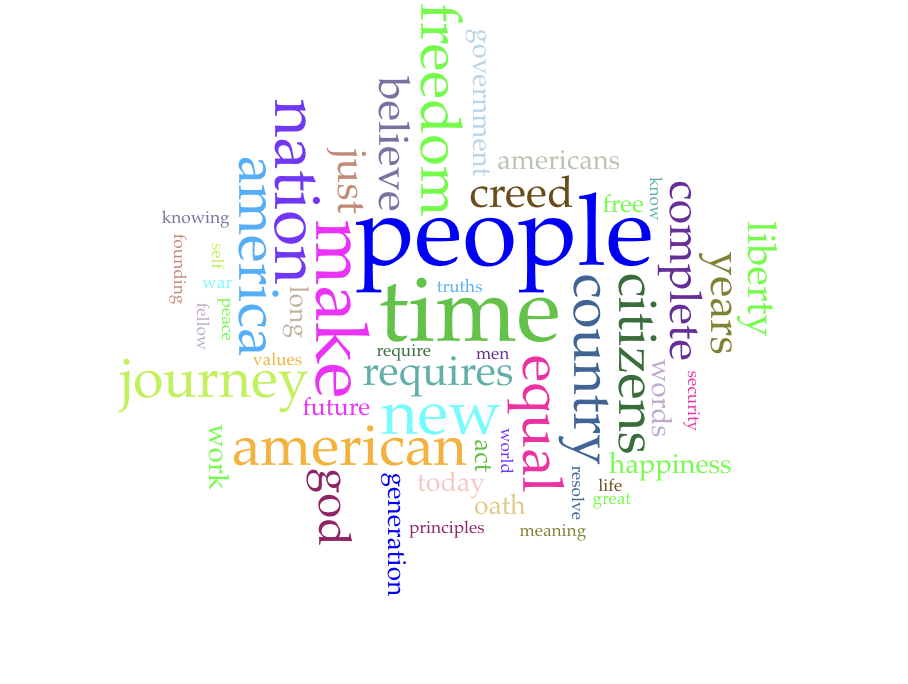 freedom
government
believe
nation
just
america
americans
creed
people
free
know
complete
knowing
founding
self
war
peace
fellow
long
make
truths
time
country
citizens
years
liberty
values
require
men
requires
journey
future
new
equal
words
security
american
work
god
generation
act
world
today
oath
principles
meaning
resolve
happiness
life
great